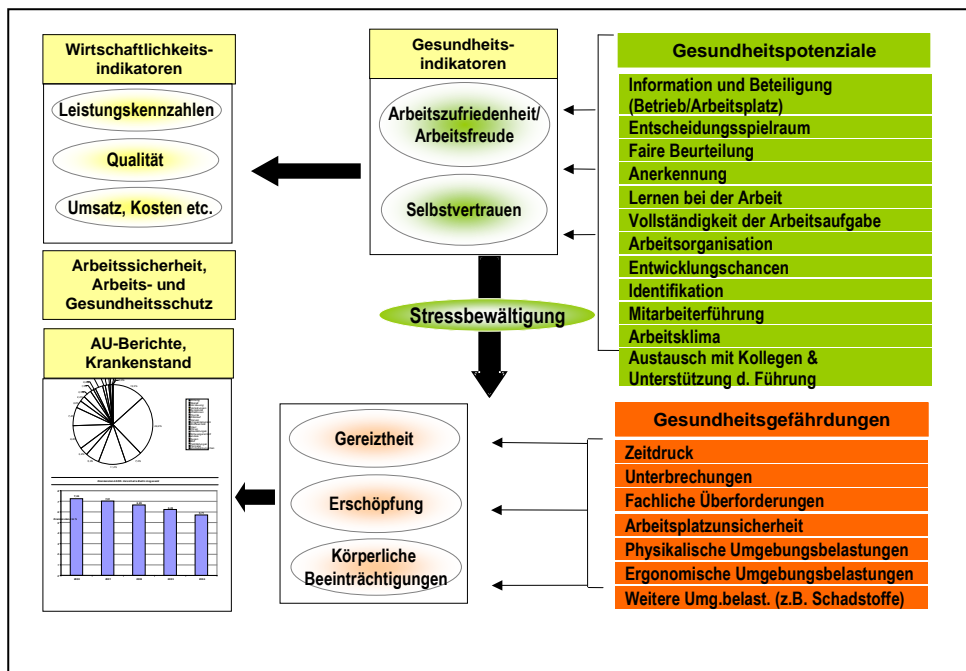 Wirtschaftlichkeits-
indikatoren
Leistungskennzahlen
Qualität
Umsatz, Kosten etc.
Arbeitssicherheit,
Arbeits- und
Gesundheitsschutz
AU-Berichte,
Krankenstand
Gesundheits-
indikatoren
Arbeitszufriedenheit/
Arbeitsfreude
Selbstvertrauen
Stressbewältigung
Gereiztheit
Erschöpfung
Körperliche
Beeinträchtigungen
Gesundheitspotenziale
Information und Beteiligung
(Betrieb/Arbeitsplatz)
Entscheidungsspielraum
Faire Beurteilung
Anerkennung
Lernen bei der Arbeit
Vollständigkeit der Arbeitsaufgabe
Arbeitsorganisation
Entwicklungschancen
Identifikation
Mitarbeiterführung
Arbeitsklima
Austausch mit Kollegen &
Unterstützung d. Führung
Gesundheitsgefährdungen
Zeitdruck
Unterbrechungen
Fachliche Überforderungen
Arbeitsplatzunsicherheit
Physikalische Umgebungsbelastungen
Ergonomische Umgebungsbelastungen
Weitere Umg.belast. (z.B. Schadstoffe)